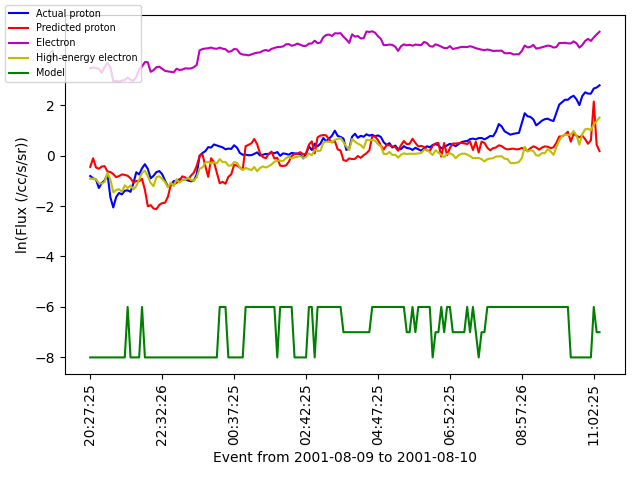 Actual proton
Predicted proton
Electron
High-energy electron
Model
2
0
−2
−4
−6
−8
ln(Flux (/cc/s/sr))
20:27:25
22:32:26
00:37:25
02:42:25
04:47:25
06:52:25
08:57:26
11:02:25
Event from 2001-08-09 to 2001-08-10